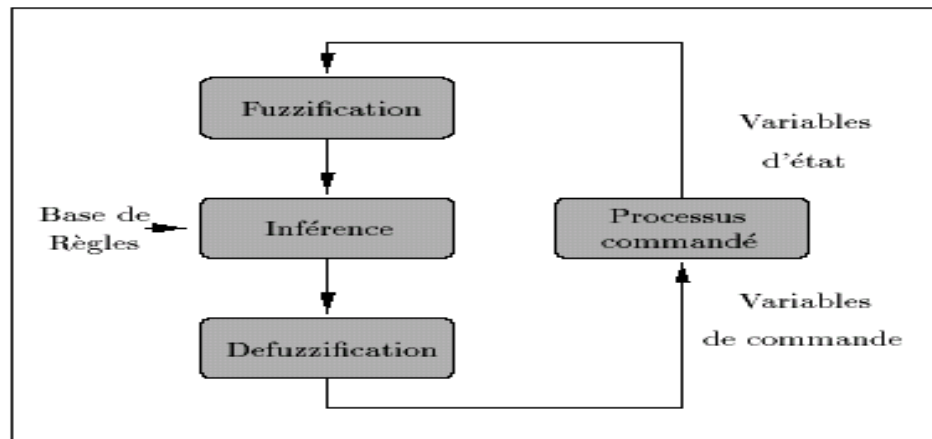 Fuzzification
Variables
d'état
Base de
Règles
Inférence
Processus
commandé
Variables
de commande
Defuzzification